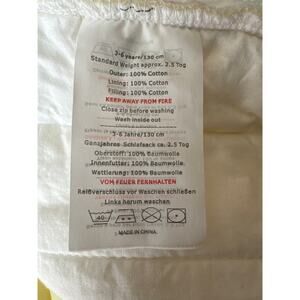 3-6 years/130 cm
Standard Weight approx. 2.5 Tog
Outer: 100% Cotton
Lining: 100% Cotton
Filling: 100% Cotton
KEEP AWAY FROM FIRE
Close zip before washing
Wash inside out
3-6 Jahre/130 cm
Ganzjahres-Schlafsack ca. 2.5 Tog
Oberstoff: 100% Baumwolle
Innenfutter: 100% Baumwolle
Wattierung: 100% Baumwolle
VOM FEUER FERNHALTEN
Reißverschluss vor Waschen schließen
Links herum waschen
40
MADE IN CHINA.